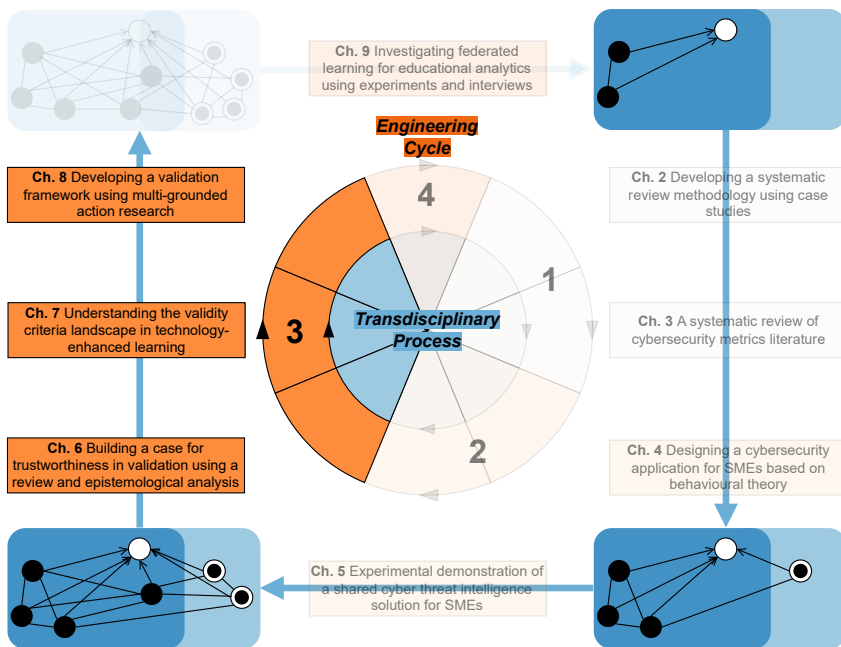 Ch. 9 Investigating federated
learning for educational analytics
using experiments and interviews
Engineering
Cycle
Ch. 8 Developing a validation
framework using multi-grounded
action research
Ch. 2 Developing a systematic
review methodology using case
studies
4
1
Ch. 7 Understanding the validity
criteria landscape in technology-
enhanced learning
3
Transdisciplinary
Process
Ch. 3 A systematic review of
cybersecurity metrics literature
Ch. 6 Building a case for
trustworthiness in validation using a
review and epistemological analysis
2
Ch. 4 Designing a cybersecurity
application for SMEs based on
behavioural theory
Ch. 5 Experimental demonstration of
a shared cyber threat intelligence
solution for SMEs